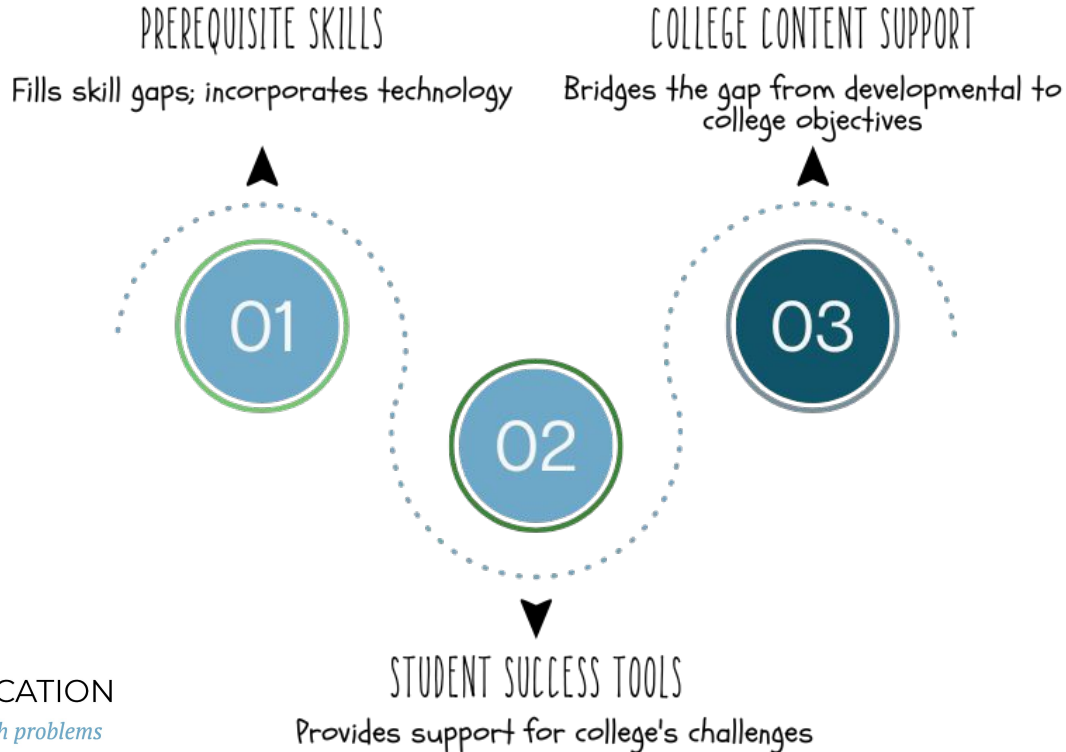 PREREQUISITE SKILLS
Fills skill gaps; incorporates technology
COLLEGE CONTENT SUPPORT
Bridges the gap from developmental to
college objectives
01
02
03
STUDENT SUCCESS TOOLS
Provides support for college's challenges
CATION
h problems